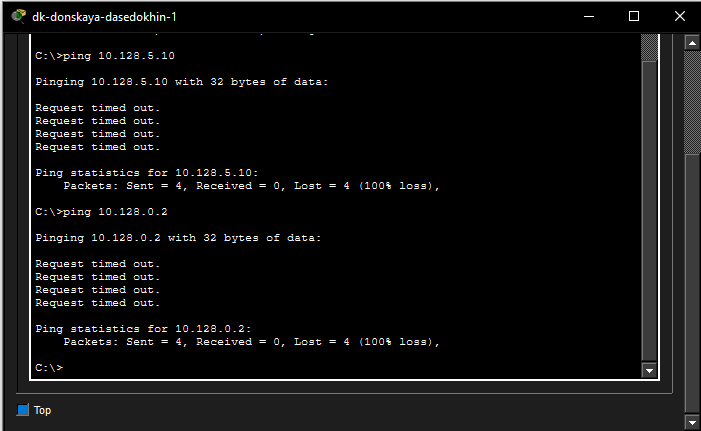 dk-donskaya-dasedokhin-1
C:\>ping 10.128.5.10
Pinging 10.128.5.10 with 32 bytes of data:
Request timed out.
Request timed out.
Request timed out.
Request timed out.
Ping statistics for 10.128.5.10:
Packets: Sent = 4, Received = 0, Lost = 4 (100% loss),
C:\>ping 10.128.0.2
Pinging 10.128.0.2 with 32 bytes of data:
Request timed out.
Request timed out.
Request timed out.
Request timed out.
Ping statistics for 10.128.0.2:
Packets: Sent = 4, Received = 0, Lost = 4 (100% loss),
C:\>
Top